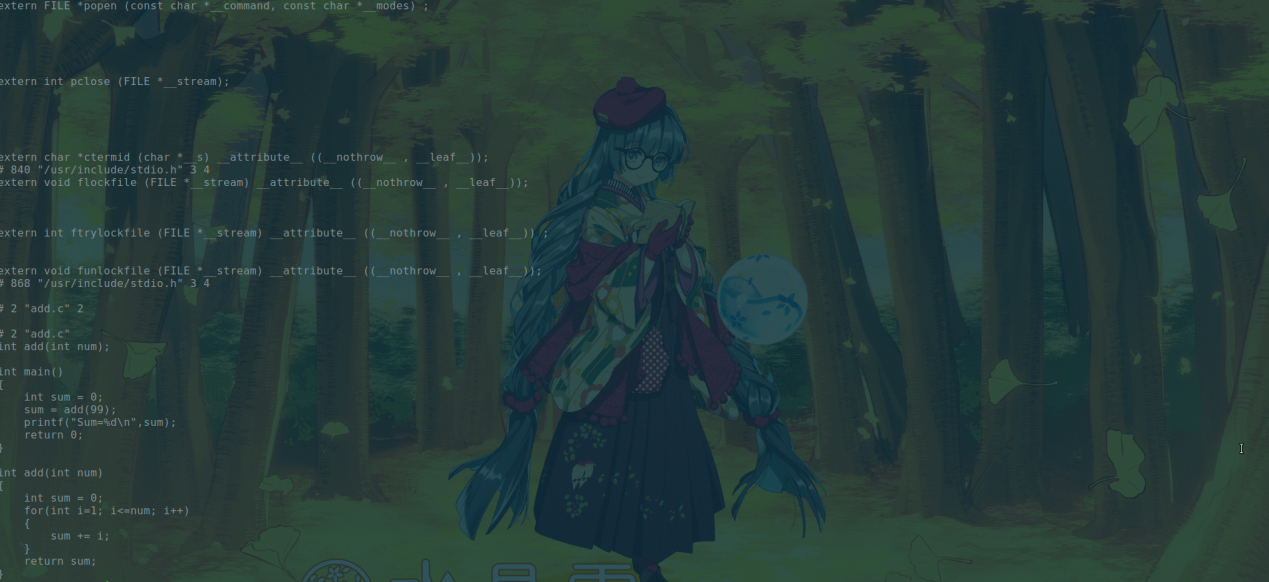 extern FILE *popen (const char *__command, const char *__modes) ;
extern int pclose (FILE *__stream);
extern char *ctermid (char *__s) __attribute__ ((__nothrow__ , __leaf__));
# 840 "/usr/include/stdio.h" 3 4
extern void flockfile (FILE *__stream) __attribute__ ((__nothrow__ , __leaf__));
extern int ftrylockfile (FILE *__stream) __attribute__ ((__nothrow__ , __leaf__)) ;
extern void funlockfile (FILE *__stream) __attribute__ ((__nothrow__ , __leaf__));
# 868 "/usr/include/stdio.h" 3 4
# 2 "add.c" 2
# 2 "add.c"
int add(int num);
int main()
{
    int sum = 0;
    sum = add(99);
    printf("Sum=%d\n",sum);
    return 0;
}
int add(int num)
{
    int sum = 0;
    for(int i=1; i<=num; i++)
    {
        sum += i;
    }
    return sum;
}
水月雨